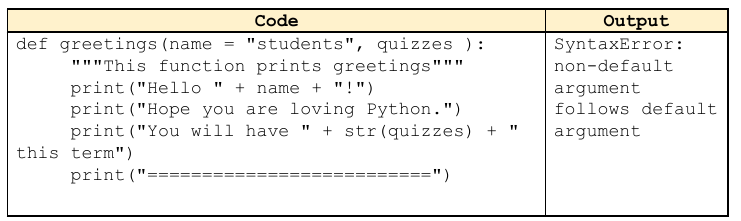 Code
Output
def greetings(name = "students", quizzes ):
"""This function prints greetings"""
print("Hello " + name + "!")
print("Hope you are loving Python.")
print("You will have " + str(quizzes) + "
this term")
print("==========================")
SyntaxError:
non-default
argument
follows default
argument